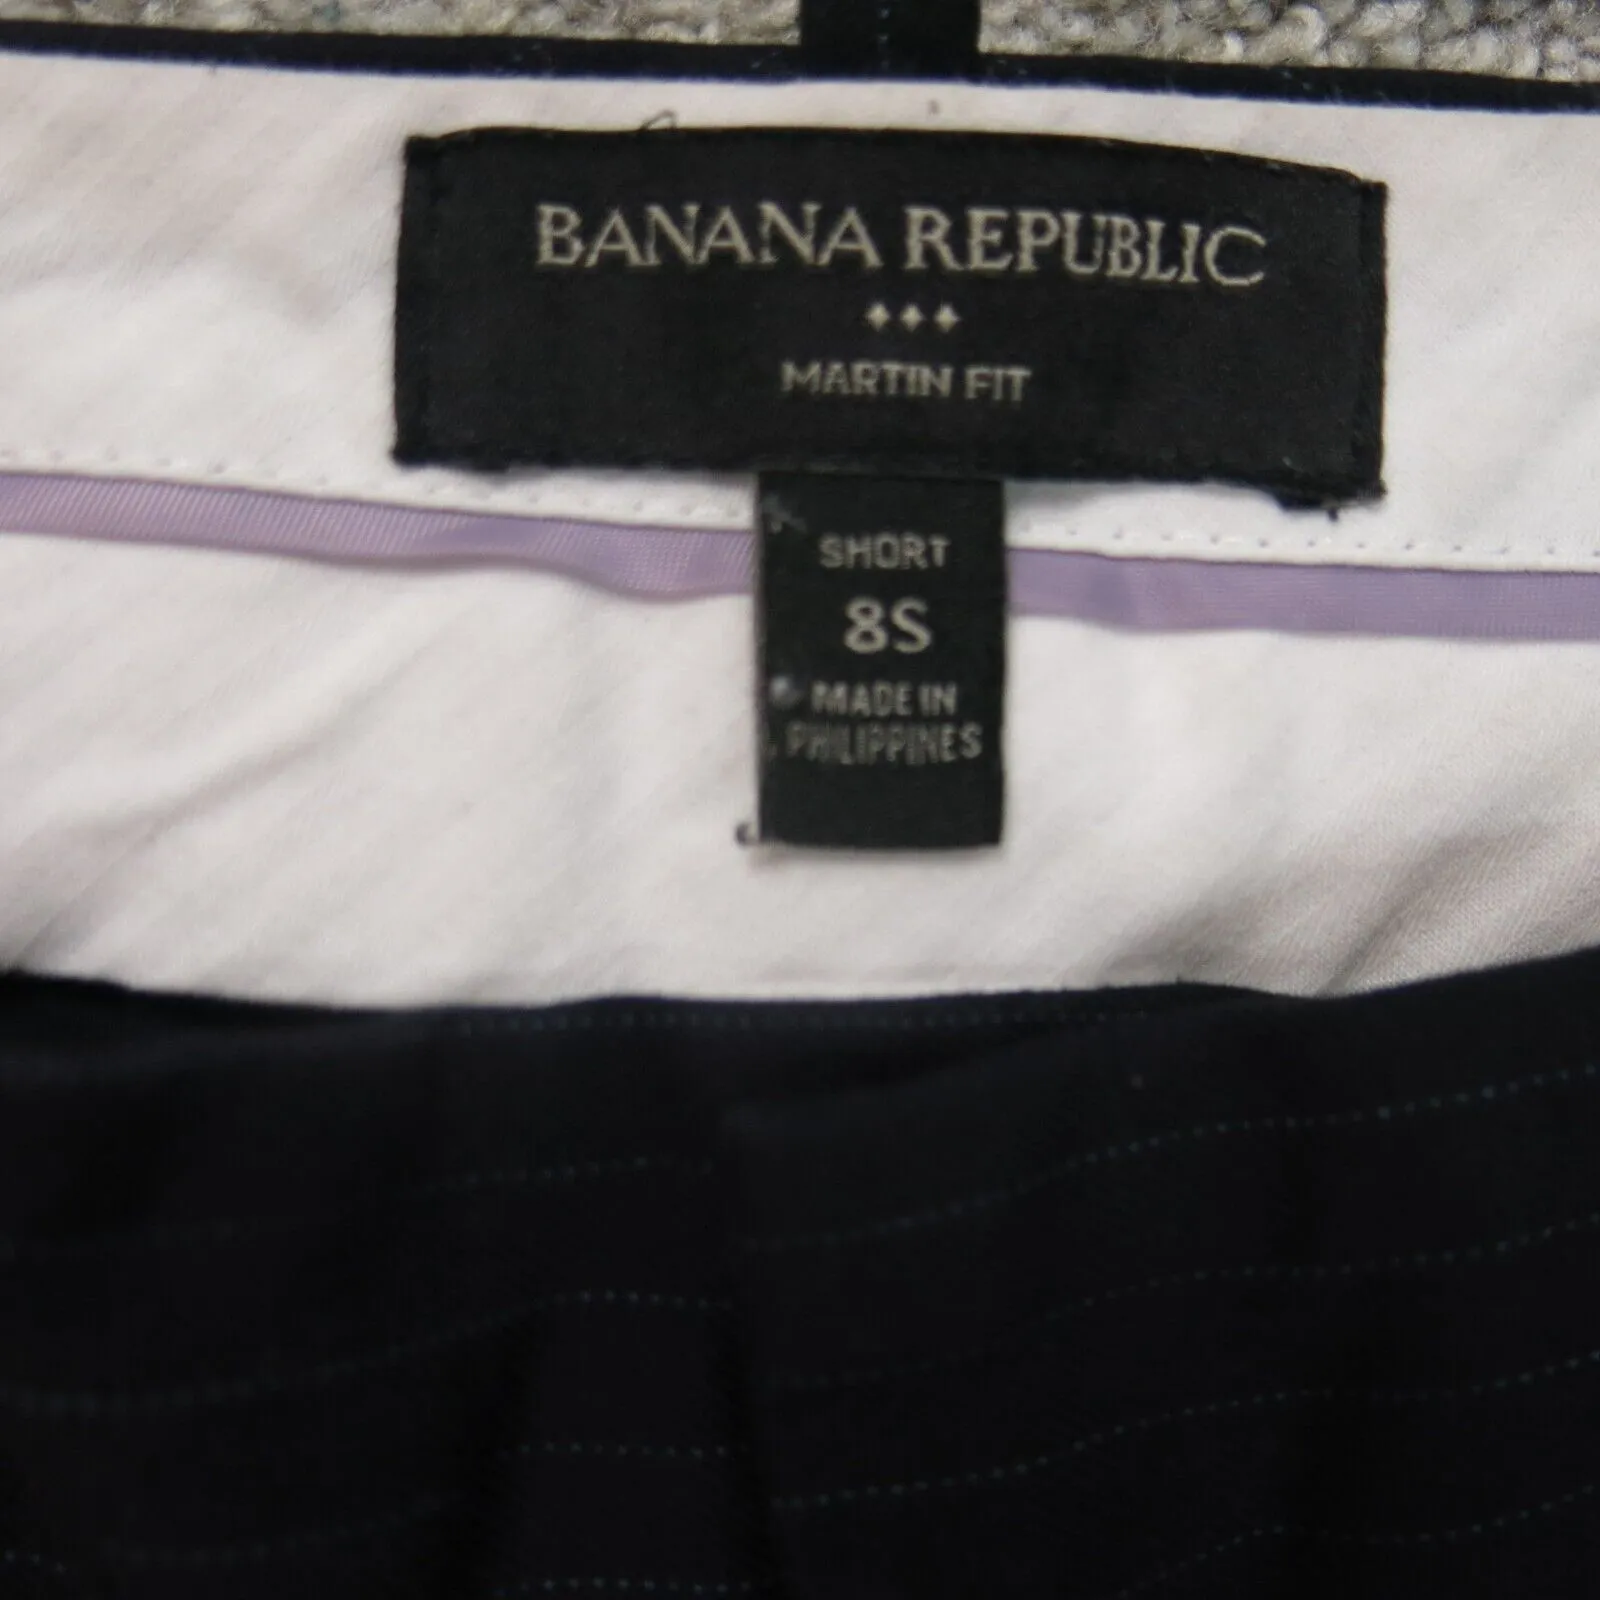 BANANA REPUBLIC
MARTIN FIT
SHORT
8S
MADE IN
PHILIPPINES